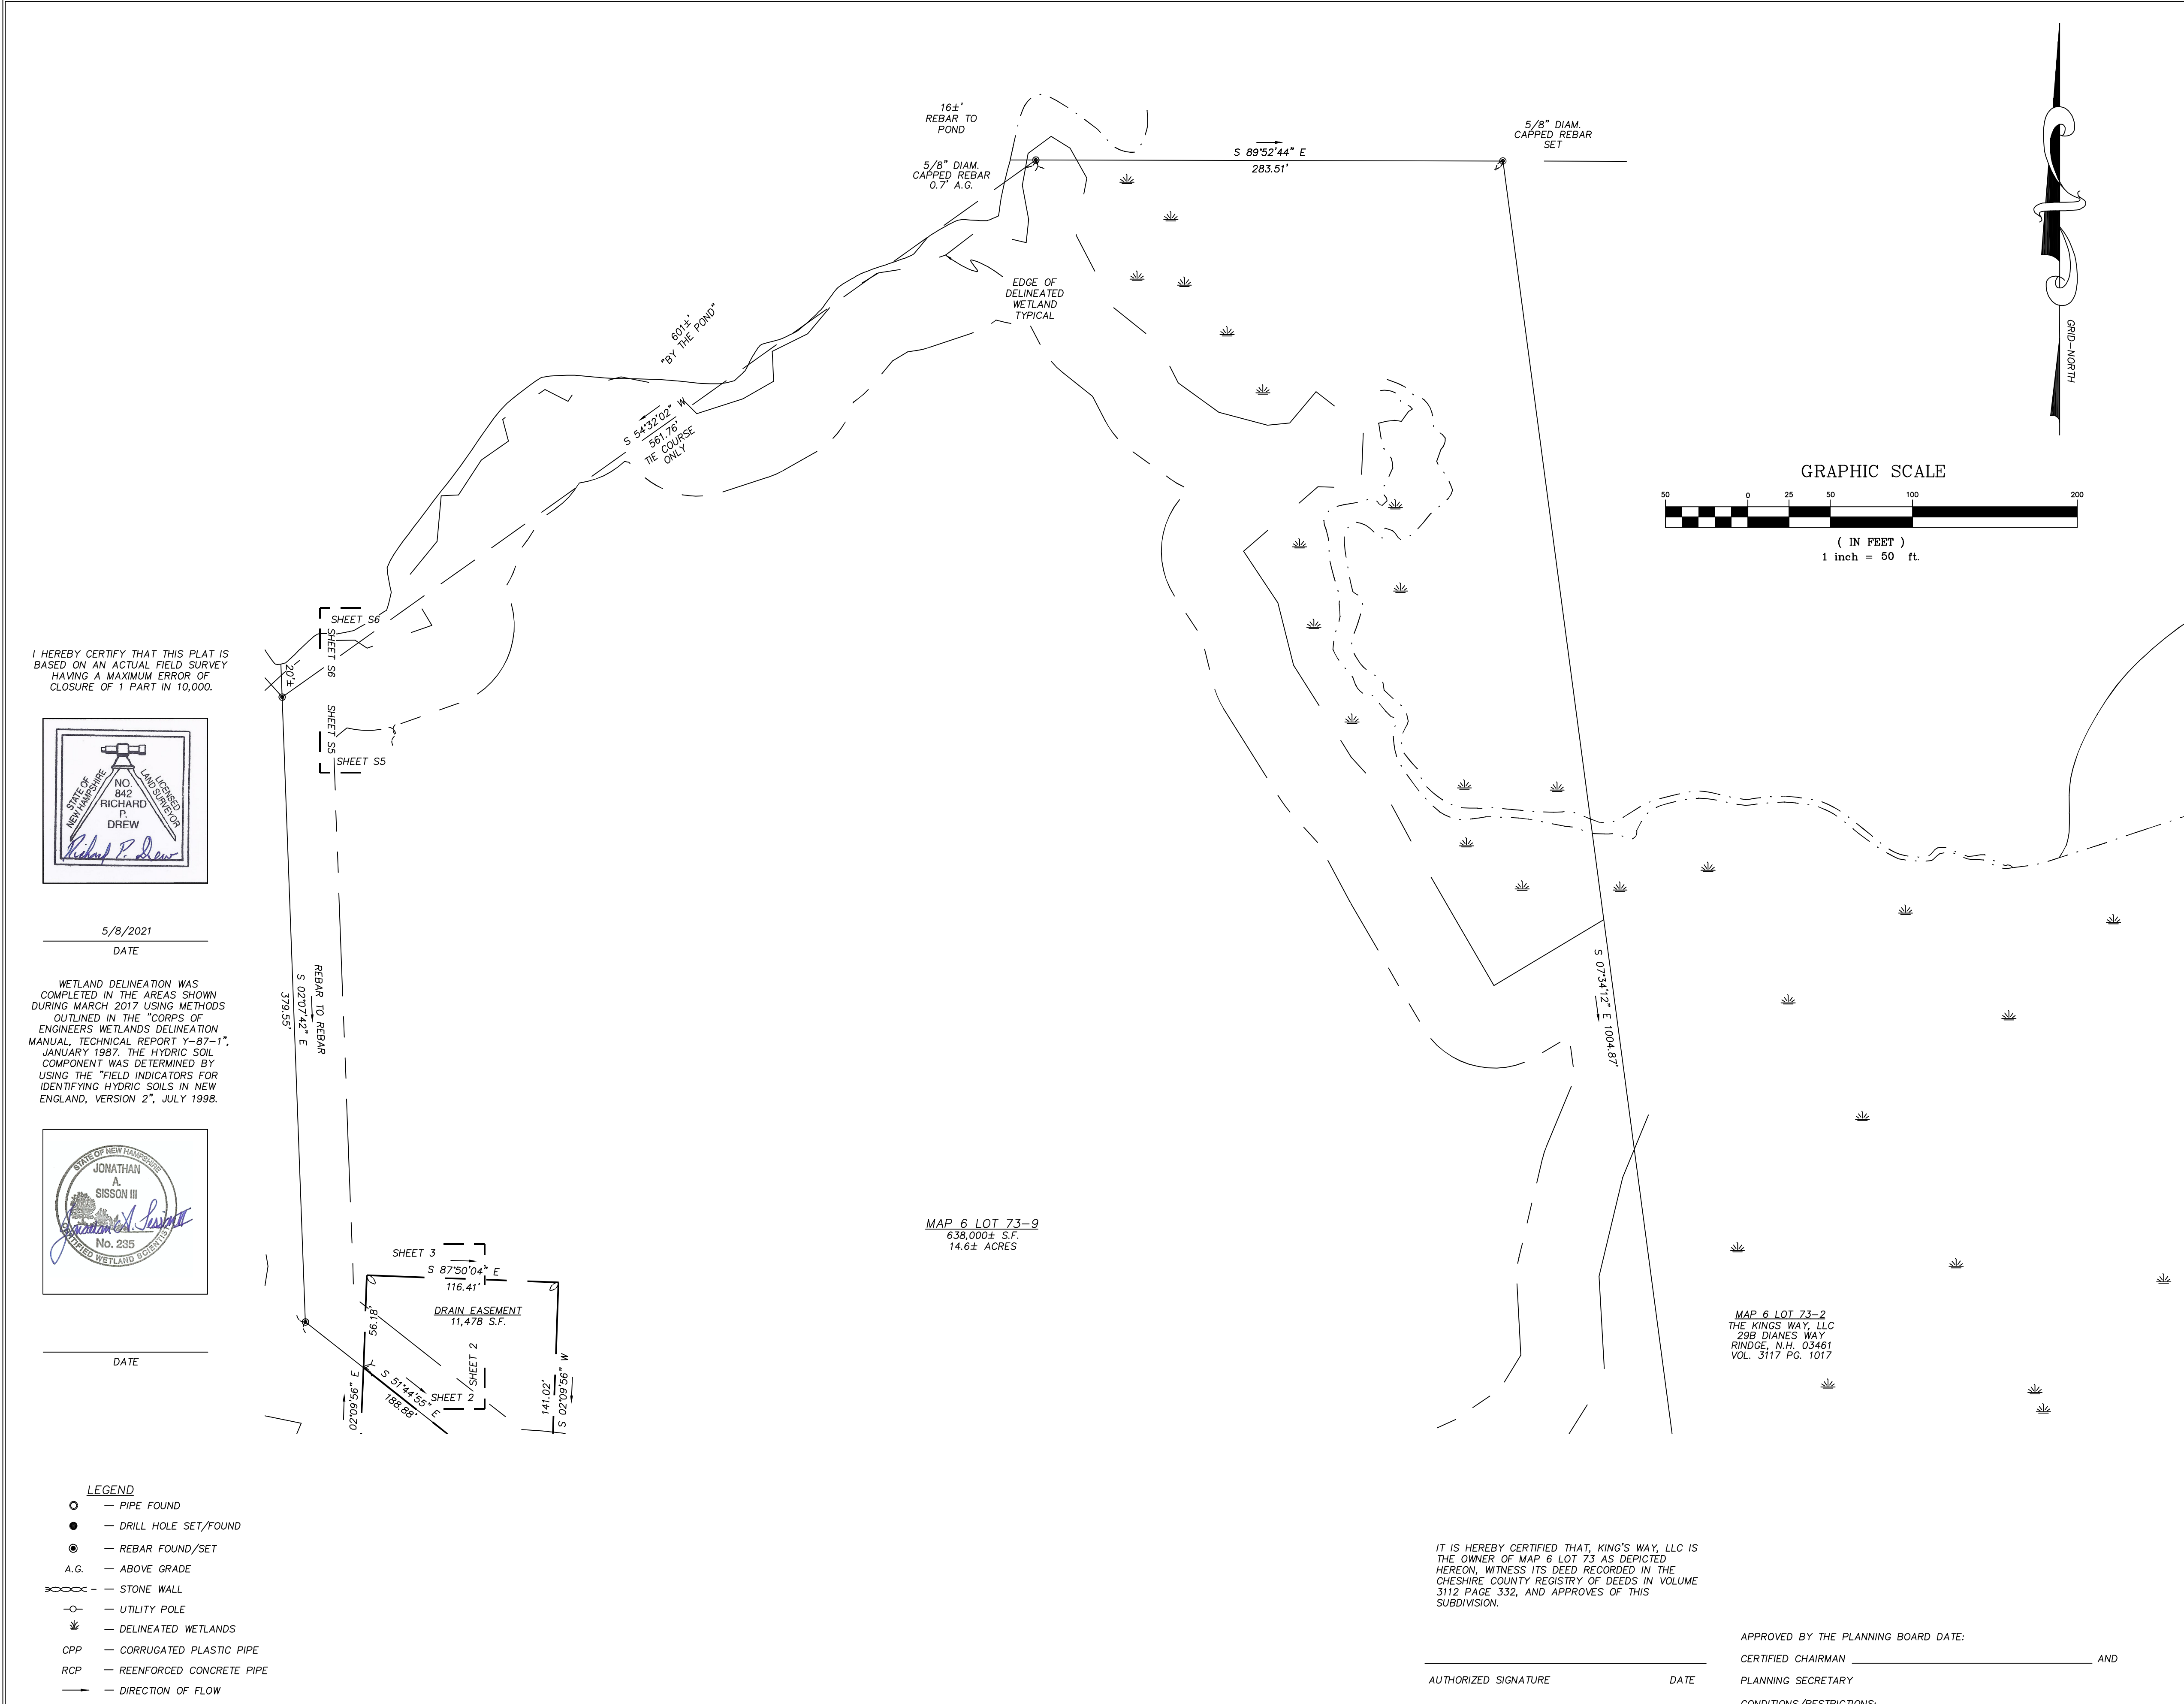 16±'
REBAR TO
POND
5/8" DIAM.
CAPPED REBAR
0.7' A.G.
S 89°52'44" E
283.51'
5/8" DIAM.
CAPPED REBAR
SET
GRID-NORTH
EDGE OF
DELINEATED
WETLAND
TYPICAL
601±'
"BY THE POND"
S 54°32'02" W
561.76'
TIE COURSE
ONLY
GRAPHIC SCALE
50 0 25 50 100 200
( IN FEET )
1 inch = 50 ft.
SHEET S6
SHEET S6
20'±
SHEET S5
SHEET S5
I HEREBY CERTIFY THAT THIS PLAT IS
BASED ON AN ACTUAL FIELD SURVEY
HAVING A MAXIMUM ERROR OF
CLOSURE OF 1 PART IN 10,000.
STATE OF
NEW HAMPSHIRE
LICENSED
LAND SURVEYOR
NO.
842
RICHARD
P.
DREW
Richard P. Drew
5/8/2021
DATE
WETLAND DELINEATION WAS
COMPLETED IN THE AREAS SHOWN
DURING MARCH 2017 USING METHODS
OUTLINED IN THE "CORPS OF
ENGINEERS WETLANDS DELINEATION
MANUAL, TECHNICAL REPORT Y-87-1",
JANUARY 1987. THE HYDRIC SOIL
COMPONENT WAS DETERMINED BY
USING THE "FIELD INDICATORS FOR
IDENTIFYING HYDRIC SOILS IN NEW
ENGLAND, VERSION 2", JULY 1998.
STATE OF NEW HAMPSHIRE
JONATHAN
A.
SISSON III
No. 235
CERTIFIED WETLAND SCIENTIST
DATE
REBAR TO REBAR
S 02°07'42" E
379.55'
S 07°34'12" E 1004.87'
MAP 6 LOT 73-9
638,000± S.F.
14.6± ACRES
SHEET 3
S 87°50'04" E
116.41'
DRAIN EASEMENT
11,478 S.F.
56.18'
SHEET 2
SHEET 2
S 51°44'55" E
188.88'
02°09'56" E
141.02'
S 02°09'56" W
MAP 6 LOT 73-2
THE KINGS WAY, LLC
29B DIANES WAY
RINDGE, N.H. 03461
VOL. 3117 PG. 1017
LEGEND
— PIPE FOUND
— DRILL HOLE SET/FOUND
— REBAR FOUND/SET
A.G. — ABOVE GRADE
— STONE WALL
— UTILITY POLE
— DELINEATED WETLANDS
CPP — CORRUGATED PLASTIC PIPE
RCP — REENFORCED CONCRETE PIPE
— DIRECTION OF FLOW
IT IS HEREBY CERTIFIED THAT, KING'S WAY, LLC IS
THE OWNER OF MAP 6 LOT 73 AS DEPICTED
HEREON, WITNESS ITS DEED RECORDED IN THE
CHESHIRE COUNTY REGISTRY OF DEEDS IN VOLUME
3112 PAGE 332, AND APPROVES OF THIS
SUBDIVISION.
AUTHORIZED SIGNATURE DATE
APPROVED BY THE PLANNING BOARD DATE:
CERTIFIED CHAIRMAN AND
PLANNING SECRETARY
CONDITIONS/RESTRICTIONS: